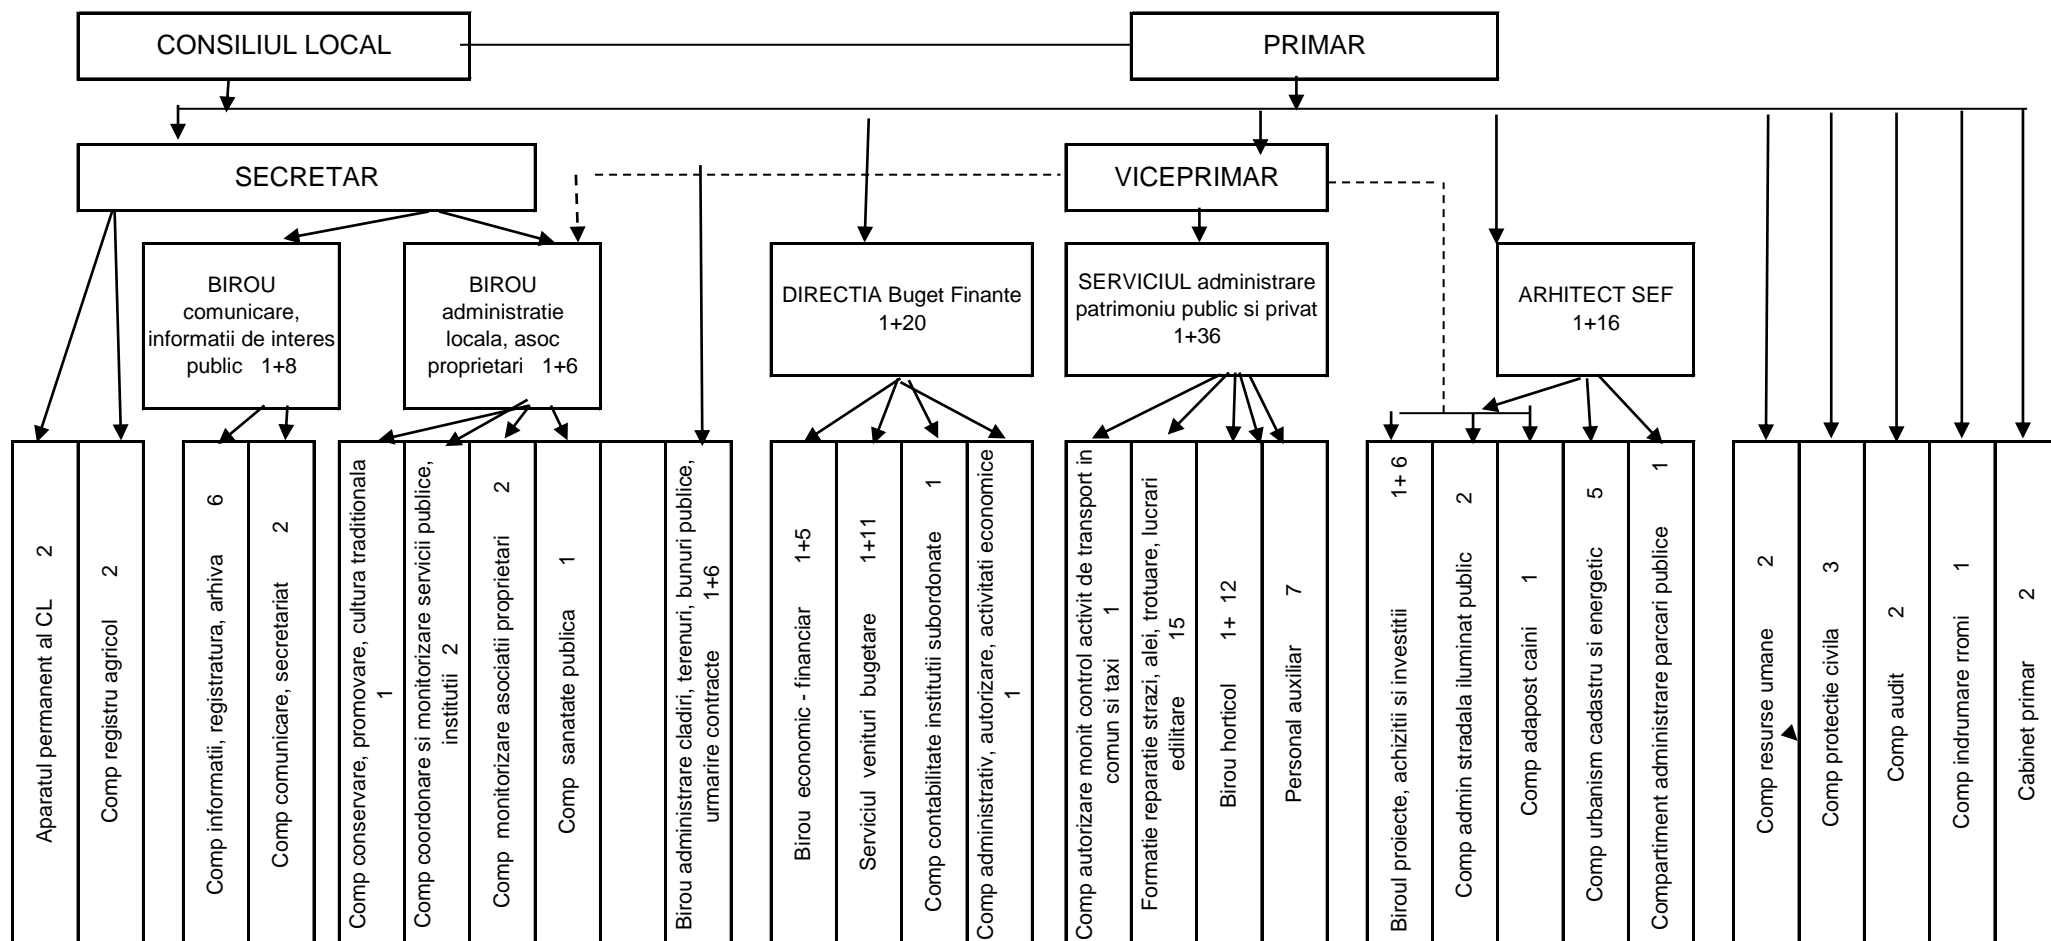 CONSILIUL LOCAL
PRIMAR
SECRETAR
VICEPRIMAR
BIROU
comunicare,
informatii de interes
public 1+8
BIROU
administratie
locala, asoc
proprietari 1+6
DIRECTIA Buget Finante
1+20
SERVICIUL administrare
patrimoniu public si privat
1+36
ARHITECT SEF
1+16
Aparatul permanent al CL 2
Comp registru agricol 2
Comp informatii, registratura, arhiva 6
Comp comunicare, secretariat 2
Comp conservare, promovare, cultura traditionala
1
Comp coordonare si monitorizare servicii publice,
institutii 2
Comp monitorizare asociatii proprietari 2
Comp sanatate publica 1
Birou administrare cladiri, terenuri, bunuri publice,
urmarire contracte 1+6
Birou economic - financiar 1+5
Serviciul venituri bugetare 1+11
Comp contabilitate institutii subordonate 1
Comp administrativ, autorizare, activitati economice
1
Comp autorizare monit control activit de transport in
comun si taxi 1
Formatie reparatie strazi, alei, trotuare, lucrari
edilitare 15
Birou horticol 1+ 12
Personal auxiliar 7
Biroul proiecte, achizitii si investitii 1+ 6
Comp admin stradala iluminat public 2
Comp adapost caini 1
Comp urbanism cadastru si energetic 5
Compartiment administrare parcari publice 1
Comp resurse umane 2
Comp protectie civila 3
Comp audit 2
Comp indrumare rromi 1
Cabinet primar 2